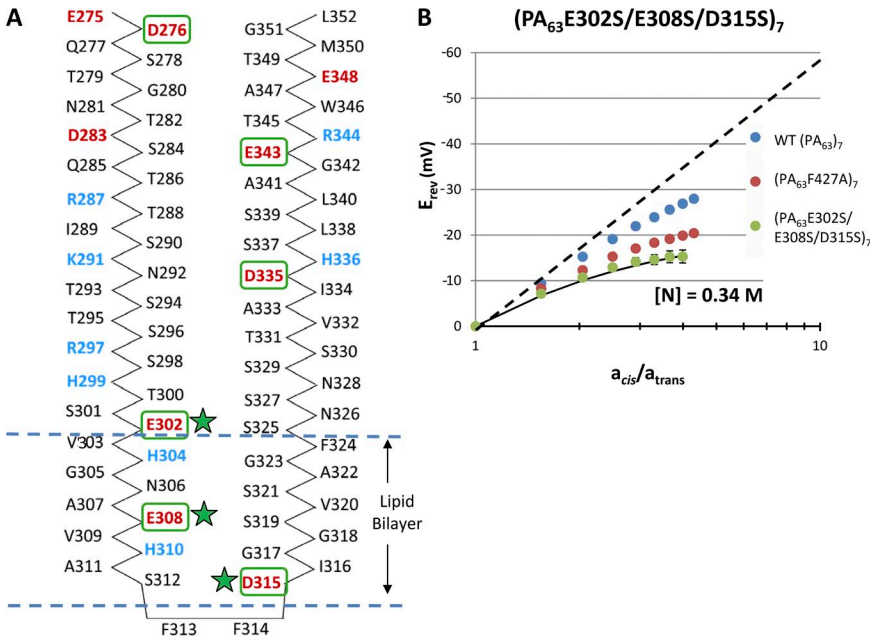 A
E275
D276
Q277
S278
T279
G280
N281
T282
D283
S284
Q285
T286
R287
T288
I289
S290
K291
N292
T293
S294
T295
S296
R297
S298
H299
T300
S301
E302
V303
H304
G305
N306
A307
E308
V309
H310
A311
S312
F313
F314
L352
G351
M350
T349
E348
A347
W346
T345
R344
E343
G342
A341
L340
S339
L338
S337
H336
D335
I334
A333
V332
T331
S330
S329
N328
S327
N326
S325
F324
G323
A322
S321
V320
S319
G318
G317
I316
D315
Lipid
Bilayer
B
(PA63E302S/E308S/D315S)7
-60
-50
-40
-30
-20
-10
0
Erev (mV)
WT (PA63)7
(PA63F427A)7
(PA63E302S/
E308S/D315S)7
[N] = 0.34 M
1
10
acis/atrans